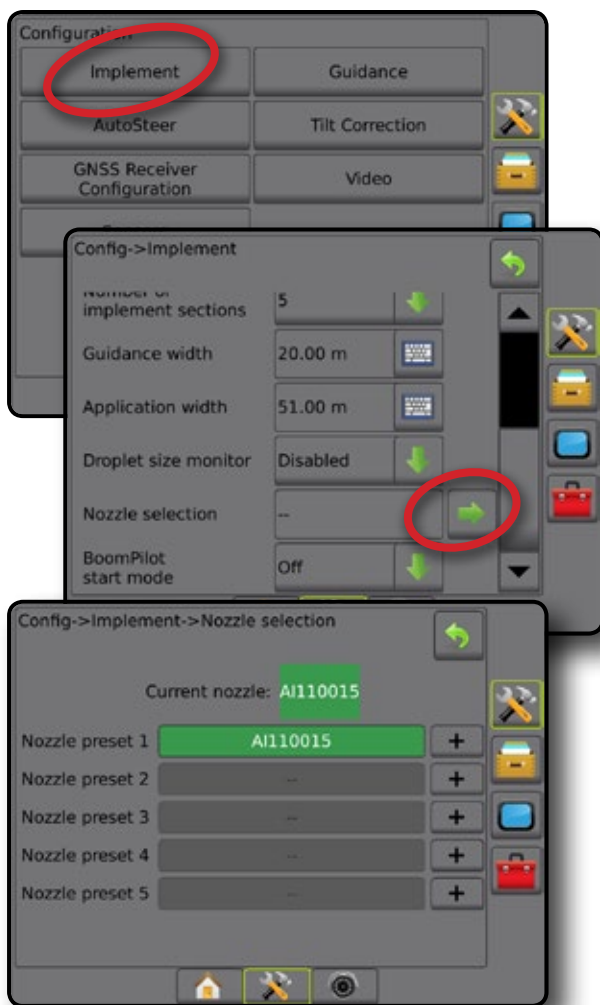 Configuration
Implement
Guidance
AutoSteer
Tilt Correction
GNSS Receiver
Configuration
Video
Config->Implement
Number of
implement sections
5
Guidance width
20.00 m
Application width
51.00 m
Droplet size monitor
Disabled
Nozzle selection
--
BoomPilot
start mode
Off
Config->Implement->Nozzle selection
Current nozzle: AI110015
Nozzle preset 1 AI110015 +
Nozzle preset 2 -- +
Nozzle preset 3 -- +
Nozzle preset 4 -- +
Nozzle preset 5 -- +